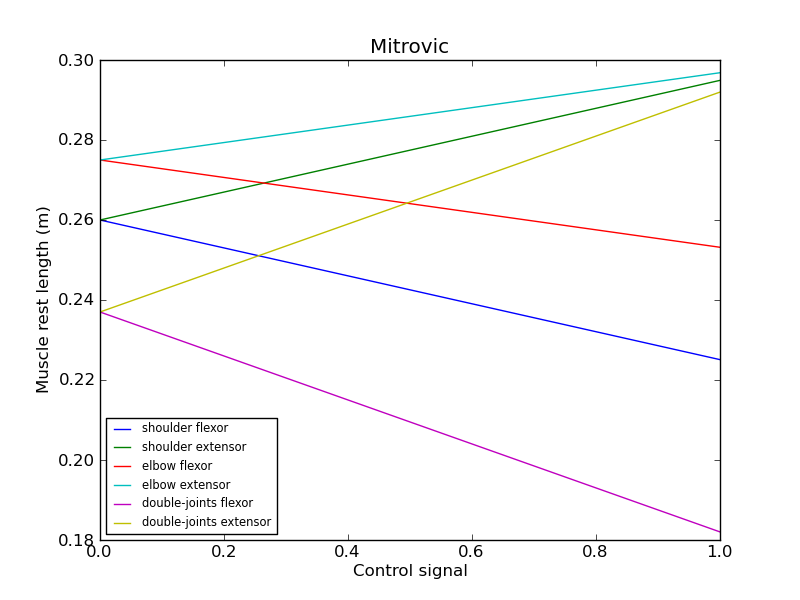 Mitrovic
0.30
0.28
0.26
0.24
0.22
0.20
0.18
Muscle rest length (m)
shoulder flexor
shoulder extensor
elbow flexor
elbow extensor
double-joints flexor
double-joints extensor
0.0 0.2 0.4 0.6 0.8 1.0
Control signal